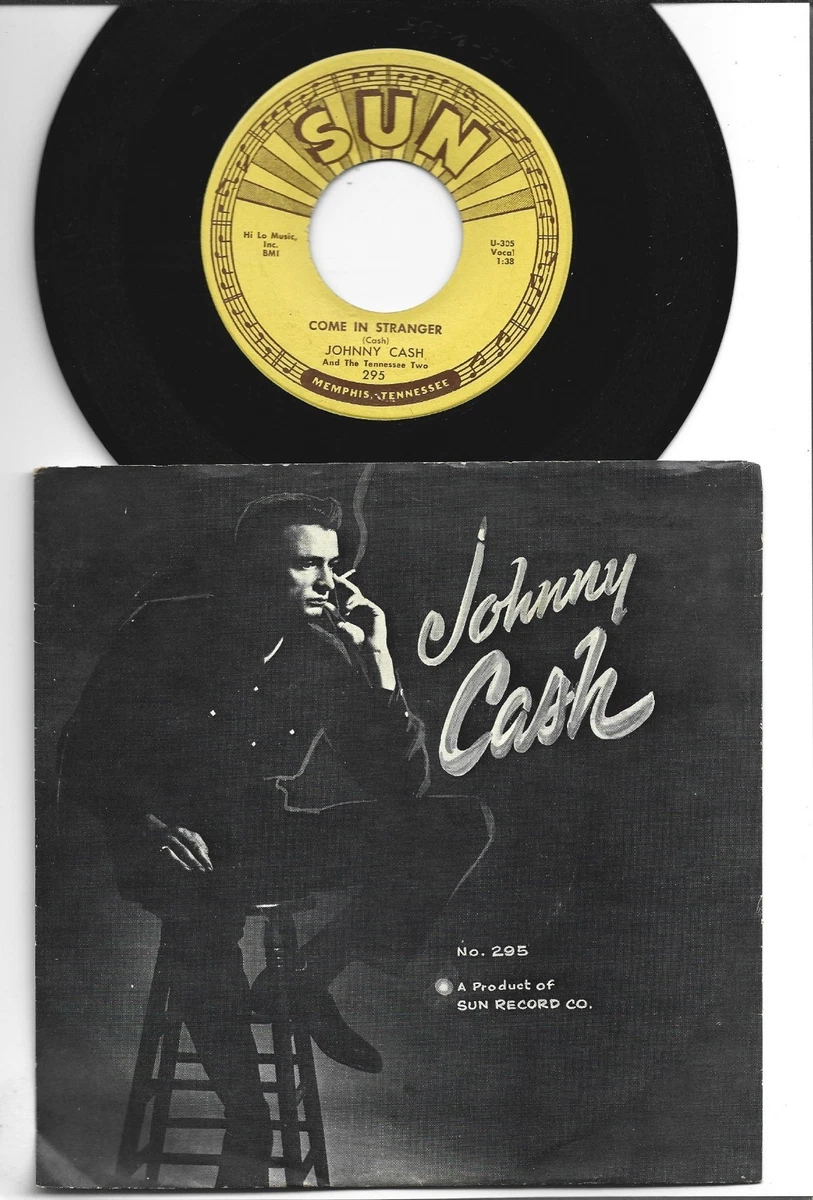 SUN
Hi Lo Music,
Inc.
BMI
U-305
Vocal
1:38
COME IN STRANGER
(Cash)
JOHNNY CASH
And The Tennessee Two
295
MEMPHIS, TENNESSEE
Johnny
Cash
No. 295
A Product of
SUN RECORD CO.